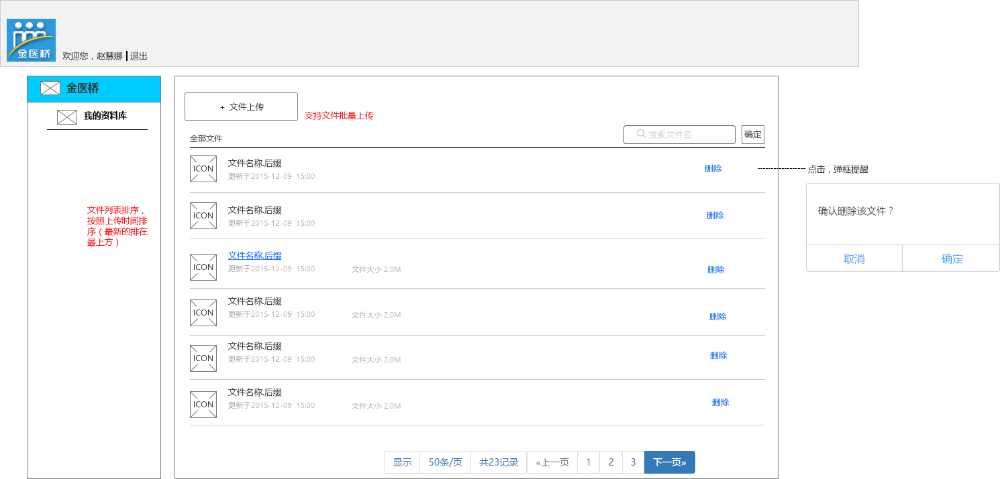 金医桥
欢迎您，赵慧娜 | 退出
金医桥
我的资料库
文件列表排序，
按照上传时间排
序（最新的排在
最上方）
+ 文件上传
支持文件批量上传
全部文件
搜索文件名
确定
ICON
文件名称.后缀
更新于2015-12-09 15:00
删除
点击，弹框提醒
确认删除该文件？
取消
确定
ICON
文件名称.后缀
更新于2015-12-09 15:00
删除
ICON
文件名称.后缀
更新于2015-12-09 15:00
文件大小 2.0M
删除
ICON
文件名称.后缀
更新于2015-12-09 15:00
文件大小 2.0M
删除
ICON
文件名称.后缀
更新于2015-12-09 15:00
文件大小 2.0M
删除
ICON
文件名称.后缀
更新于2015-12-09 15:00
文件大小 2.0M
删除
显示
50条/页
共23记录
«上一页
1
2
3
下一页»